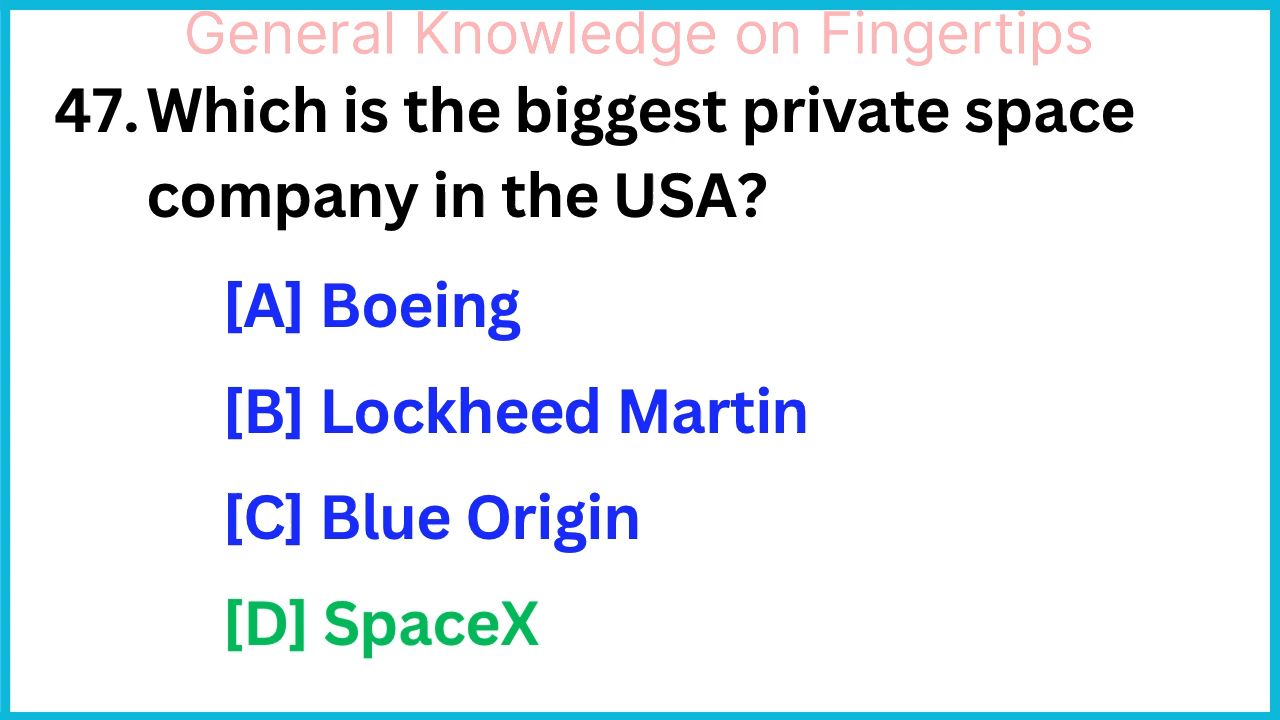 General Knowledge on Fingertips
47. Which is the biggest private space
company in the USA?
[A] Boeing
[B] Lockheed Martin
[C] Blue Origin
[D] SpaceX